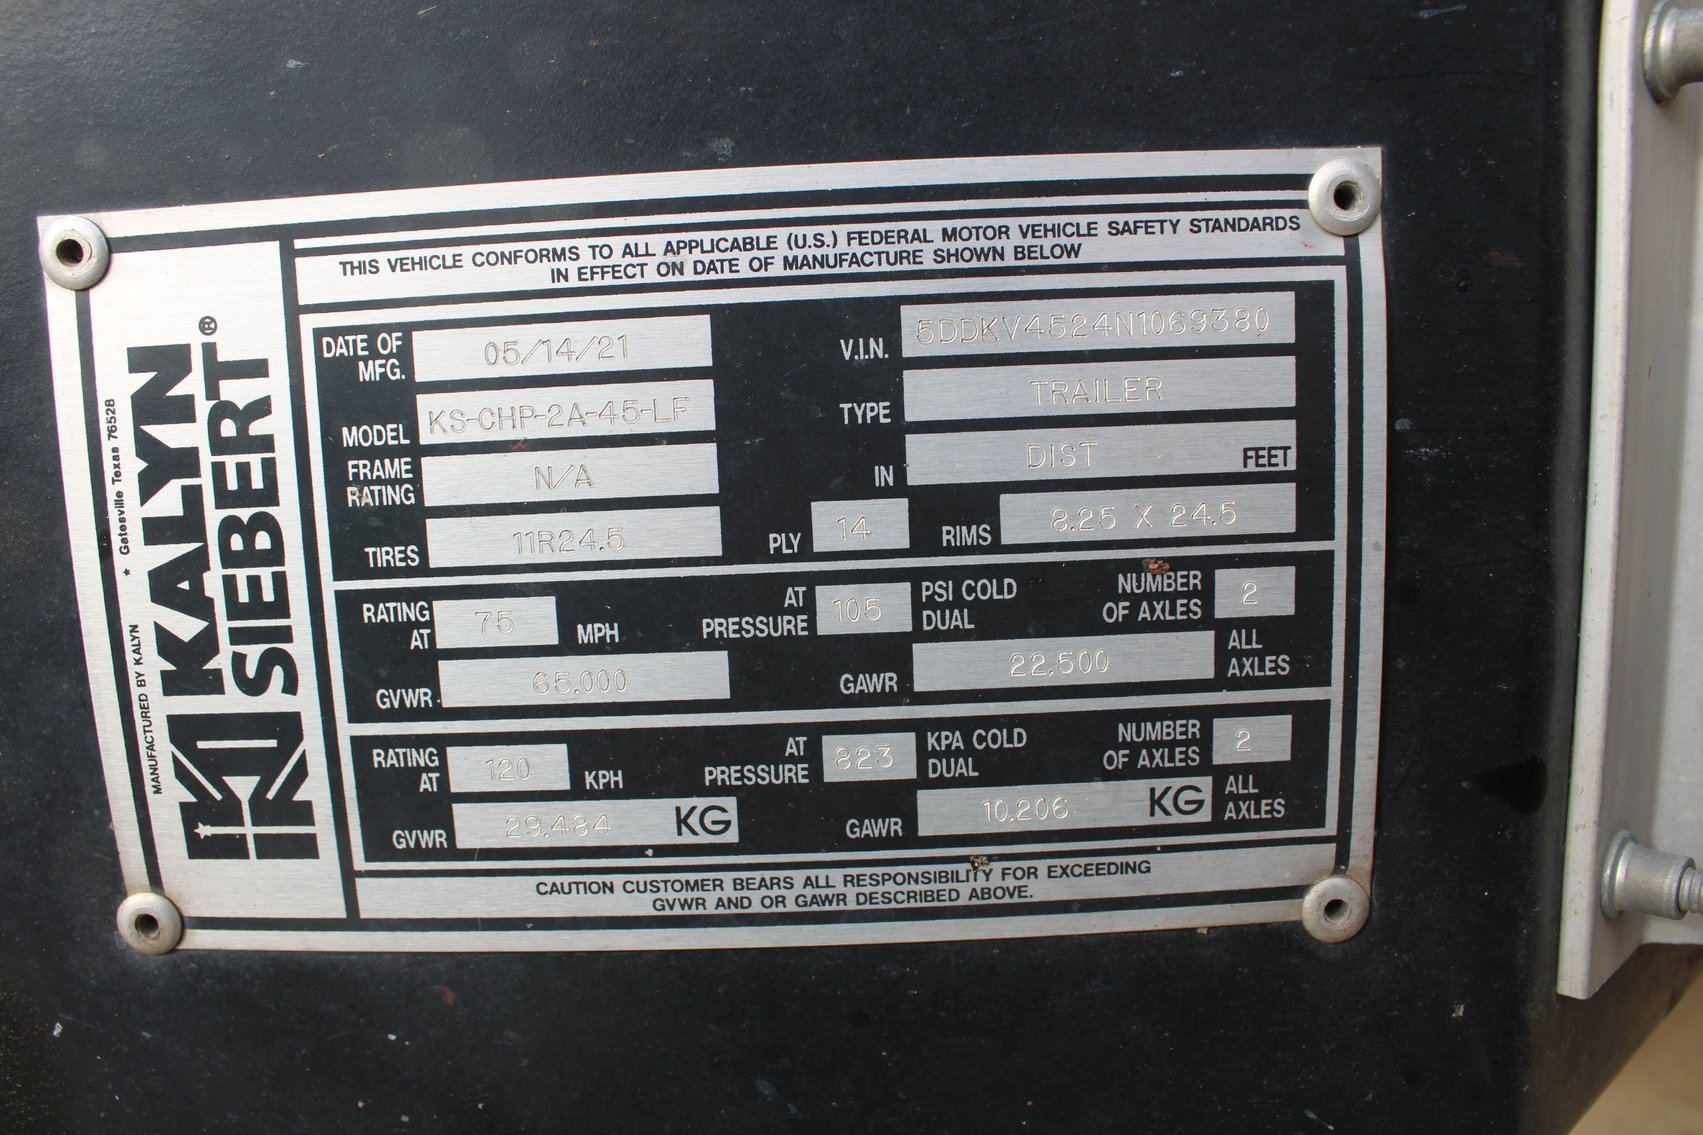 THIS VEHICLE CONFORMS TO ALL APPLICABLE (U.S.) FEDERAL MOTOR VEHICLE SAFETY STANDARDS
IN EFFECT ON DATE OF MANUFACTURE SHOWN BELOW
MANUFACTURED BY KALYN ★ Gatesville Texas 76528
KALYN
SIEBERT®
DATE OF MFG. 05/14/21 V.I.N. 5DDKV4524N1069380
MODEL KS-CHP-2A-45-LF TYPE TRAILER
FRAME RATING N/A IN DIST FEET
TIRES 11R24.5 PLY 14 RIMS 8.25 X 24.5
RATING AT 75 MPH AT PRESSURE 105 PSI COLD DUAL NUMBER OF AXLES 2
GVWR 65,000 GAWR 22,500 ALL AXLES
RATING AT 120 KPH AT PRESSURE 823 KPA COLD DUAL NUMBER OF AXLES 2
GVWR 29,484 KG GAWR 10,206 KG ALL AXLES
CAUTION CUSTOMER BEARS ALL RESPONSIBILITY FOR EXCEEDING
GVWR AND OR GAWR DESCRIBED ABOVE.